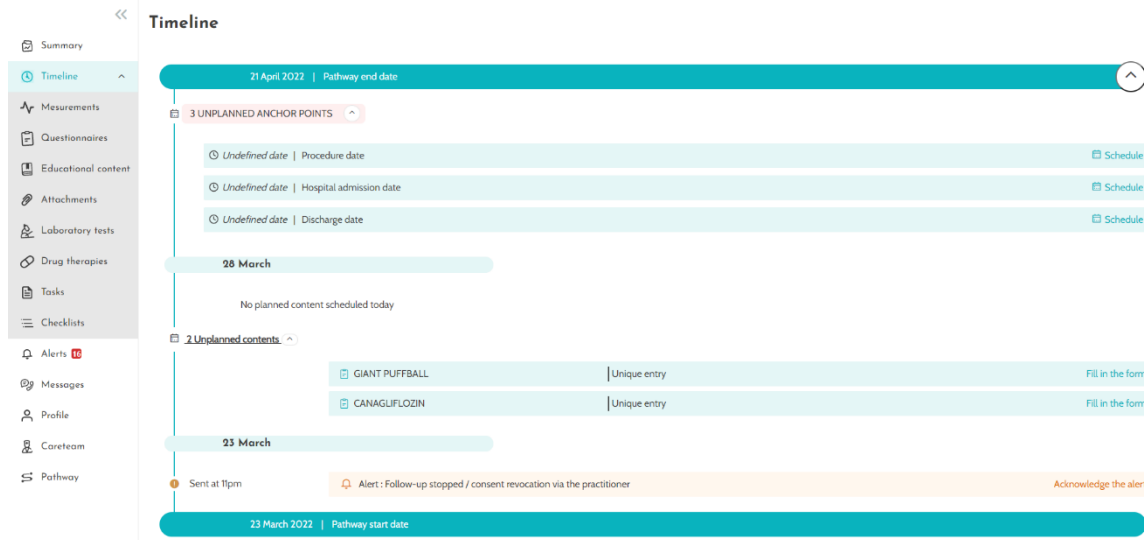 Timeline
Summary
Timeline
Mesurements
Questionnaires
Educational content
Attachments
Laboratory tests
Drug therapies
Tasks
Checklists
Alerts 16
Messages
Profile
Careteam
Pathway
21 April 2022 | Pathway end date
3 UNPLANNED ANCHOR POINTS
Undefined date | Procedure date Schedule
Undefined date | Hospital admission date Schedule
Undefined date | Discharge date Schedule
28 March
No planned content scheduled today
2 Unplanned contents
GIANT PUFFBALL Unique entry Fill in the form
CANAGLIFLOZIN Unique entry Fill in the form
23 March
Sent at 11pm Alert : Follow-up stopped / consent revocation via the practitioner Acknowledge the aler
23 March 2022 | Pathway start date